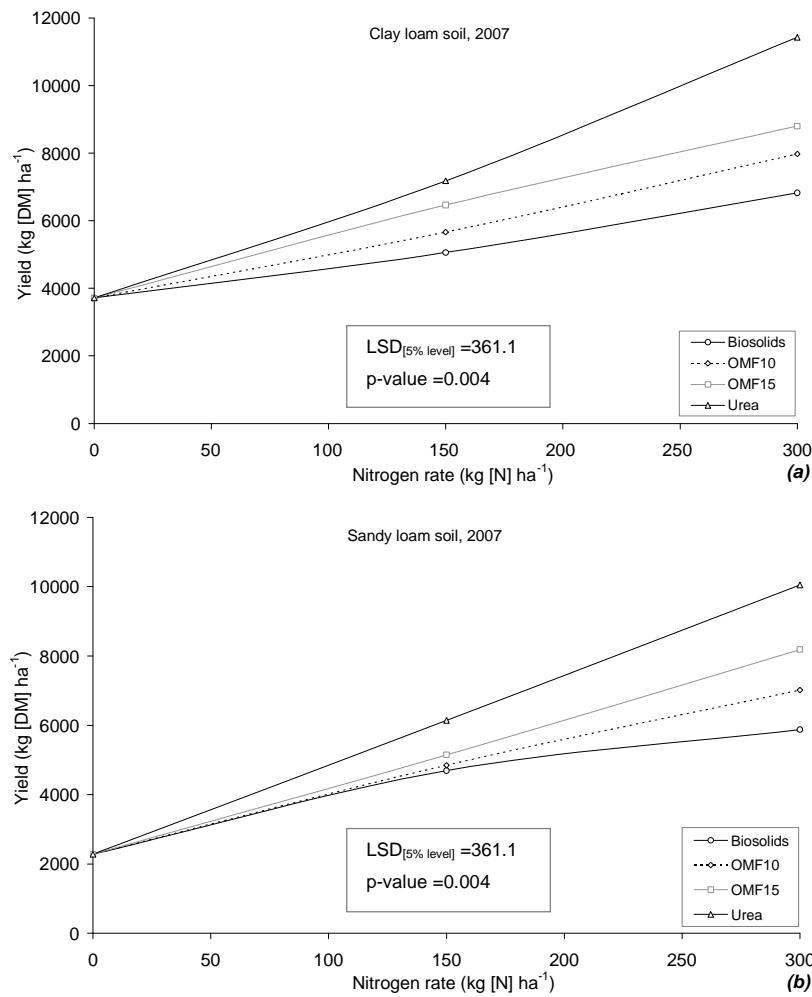 12000
Clay loam soil, 2007
10000
8000
6000
4000
2000
0
Yield (kg [DM] ha⁻¹)
LSD[5% level] =361.1
p-value =0.004
Biosolids
OMF10
OMF15
Urea
0 50 100 150 200 250 300
Nitrogen rate (kg [N] ha⁻¹)
(a)
12000
Sandy loam soil, 2007
10000
8000
6000
4000
2000
0
Yield (kg [DM] ha⁻¹)
LSD[5% level] =361.1
p-value =0.004
Biosolids
OMF10
OMF15
Urea
0 50 100 150 200 250 300
Nitrogen rate (kg [N] ha⁻¹)
(b)